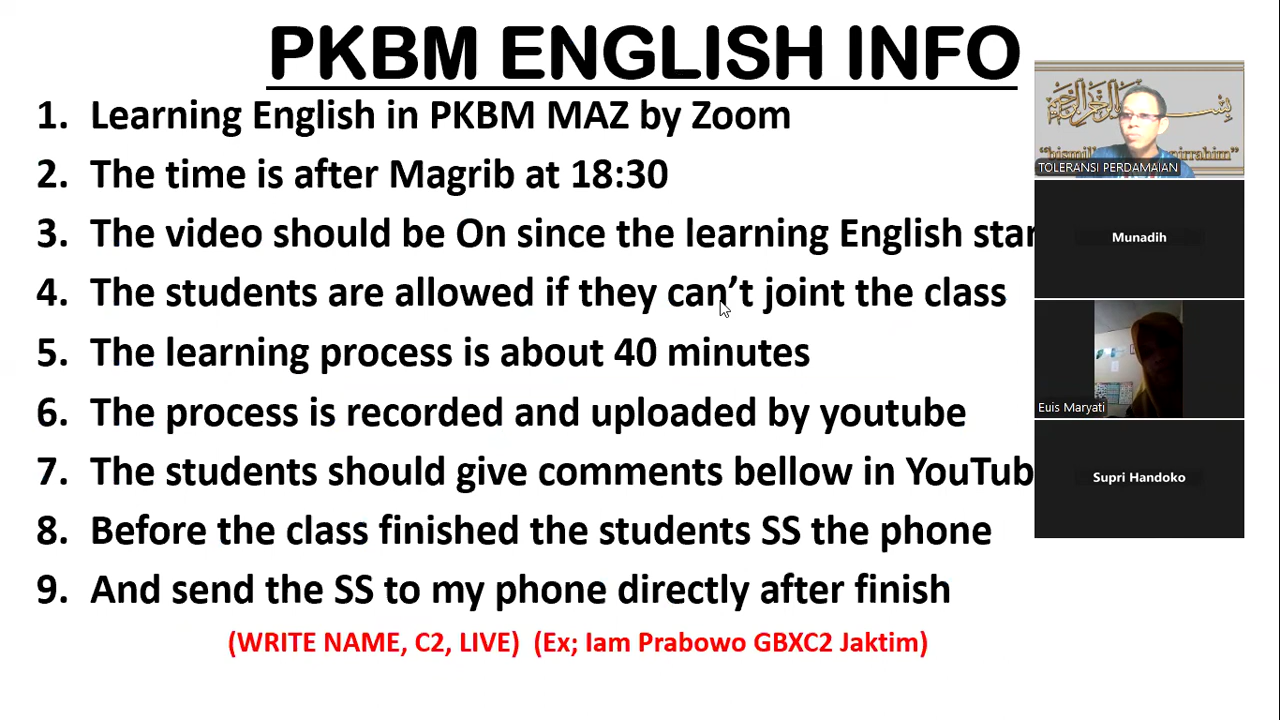 PKBM ENGLISH INFO
1. Learning English in PKBM MAZ by Zoom
2. The time is after Magrib at 18:30
3. The video should be On since the learning English
4. The students are allowed if they can’t joint the class
5. The learning process is about 40 minutes
6. The process is recorded and uploaded by youtube
7. The students should give comments bellow in
8. Before the class finished the students SS the phone
9. And send the SS to my phone directly after finish
(WRITE NAME, C2, LIVE) (Ex; Iam Prabowo GBXC2 Jaktim)
TOLERANSI PERDAMAIAN
Munadih
Euis Maryati
Supri Handoko